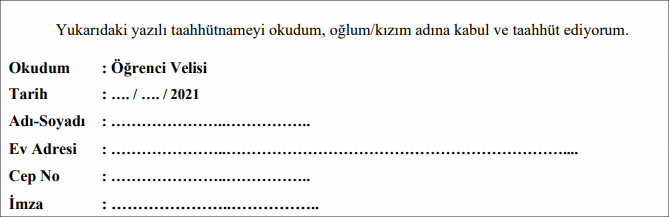 Yukarıdaki yazılı taahhütnameyi okudum, oğlum/kızım adına kabul ve taahhüt ediyorum.
Okudum : Öğrenci Velisi
Tarih : …. / …. / 2021
Adı-Soyadı : …………………..……………..
Ev Adresi : …………………..…………………………………………………………....
Cep No : …………………..……………..
İmza : …………………..……………..